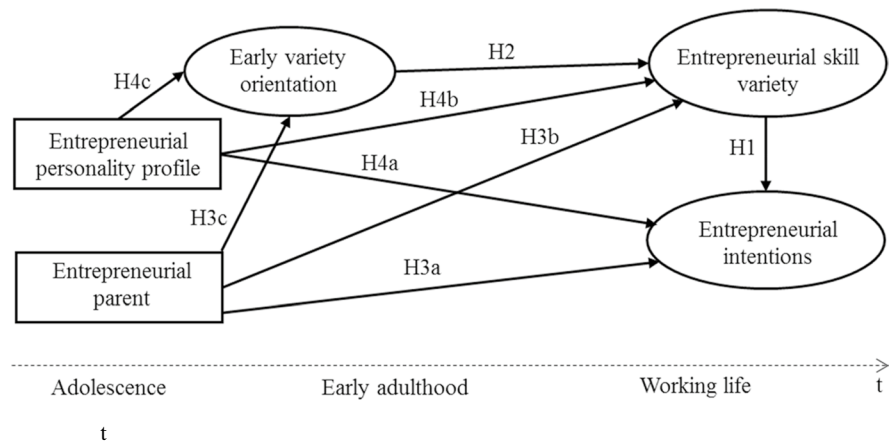 Early variety
orientation
H2
Entrepreneurial skill
variety
H4c
H4b
Entrepreneurial
personality profile
H3b
H1
H4a
H3c
Entrepreneurial
intentions
Entrepreneurial
parent
H3a
Adolescence
Early adulthood
Working life
t
t